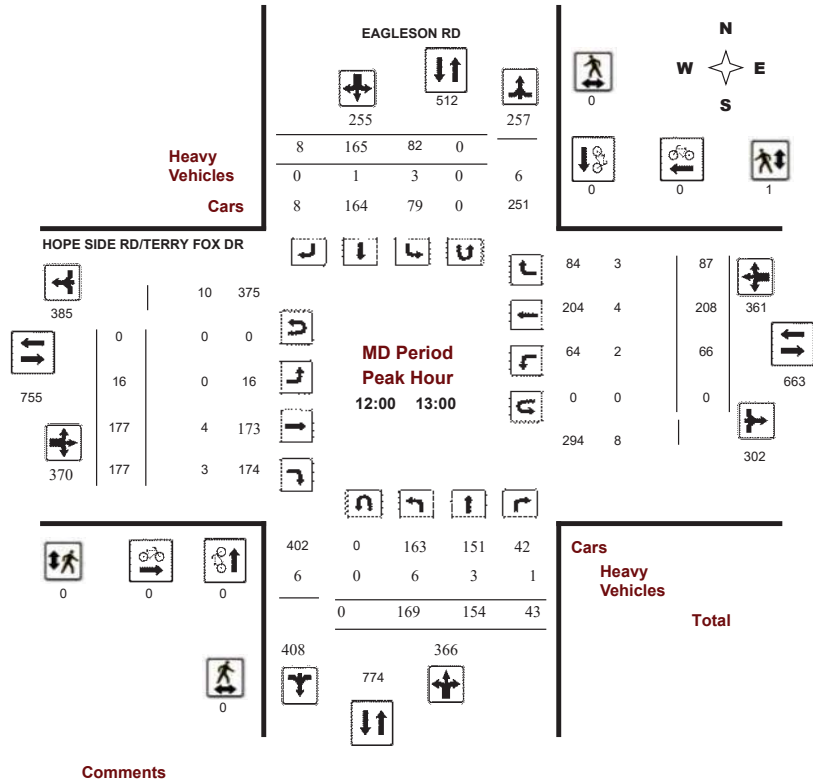 EAGLESON RD
N
W E
S
512
0
255 257
8 165 82 0
Heavy
Vehicles
0 1 3 0 6
Cars
8 164 79 0 251
0 0 1
HOPE SIDE RD/TERRY FOX DR
385
10 375
0 0 0
755
16 0 16
177 4 173
370
177 3 174
MD Period
Peak Hour
12:00 13:00
84 3 87
204 4 208 361
64 2 66
663
0 0 0
294 8
302
402 0 163 151 42
Cars
6 0 6 3 1
Heavy
Vehicles
0 169 154 43
Total
0 0 0
408 774 366
0
Comments